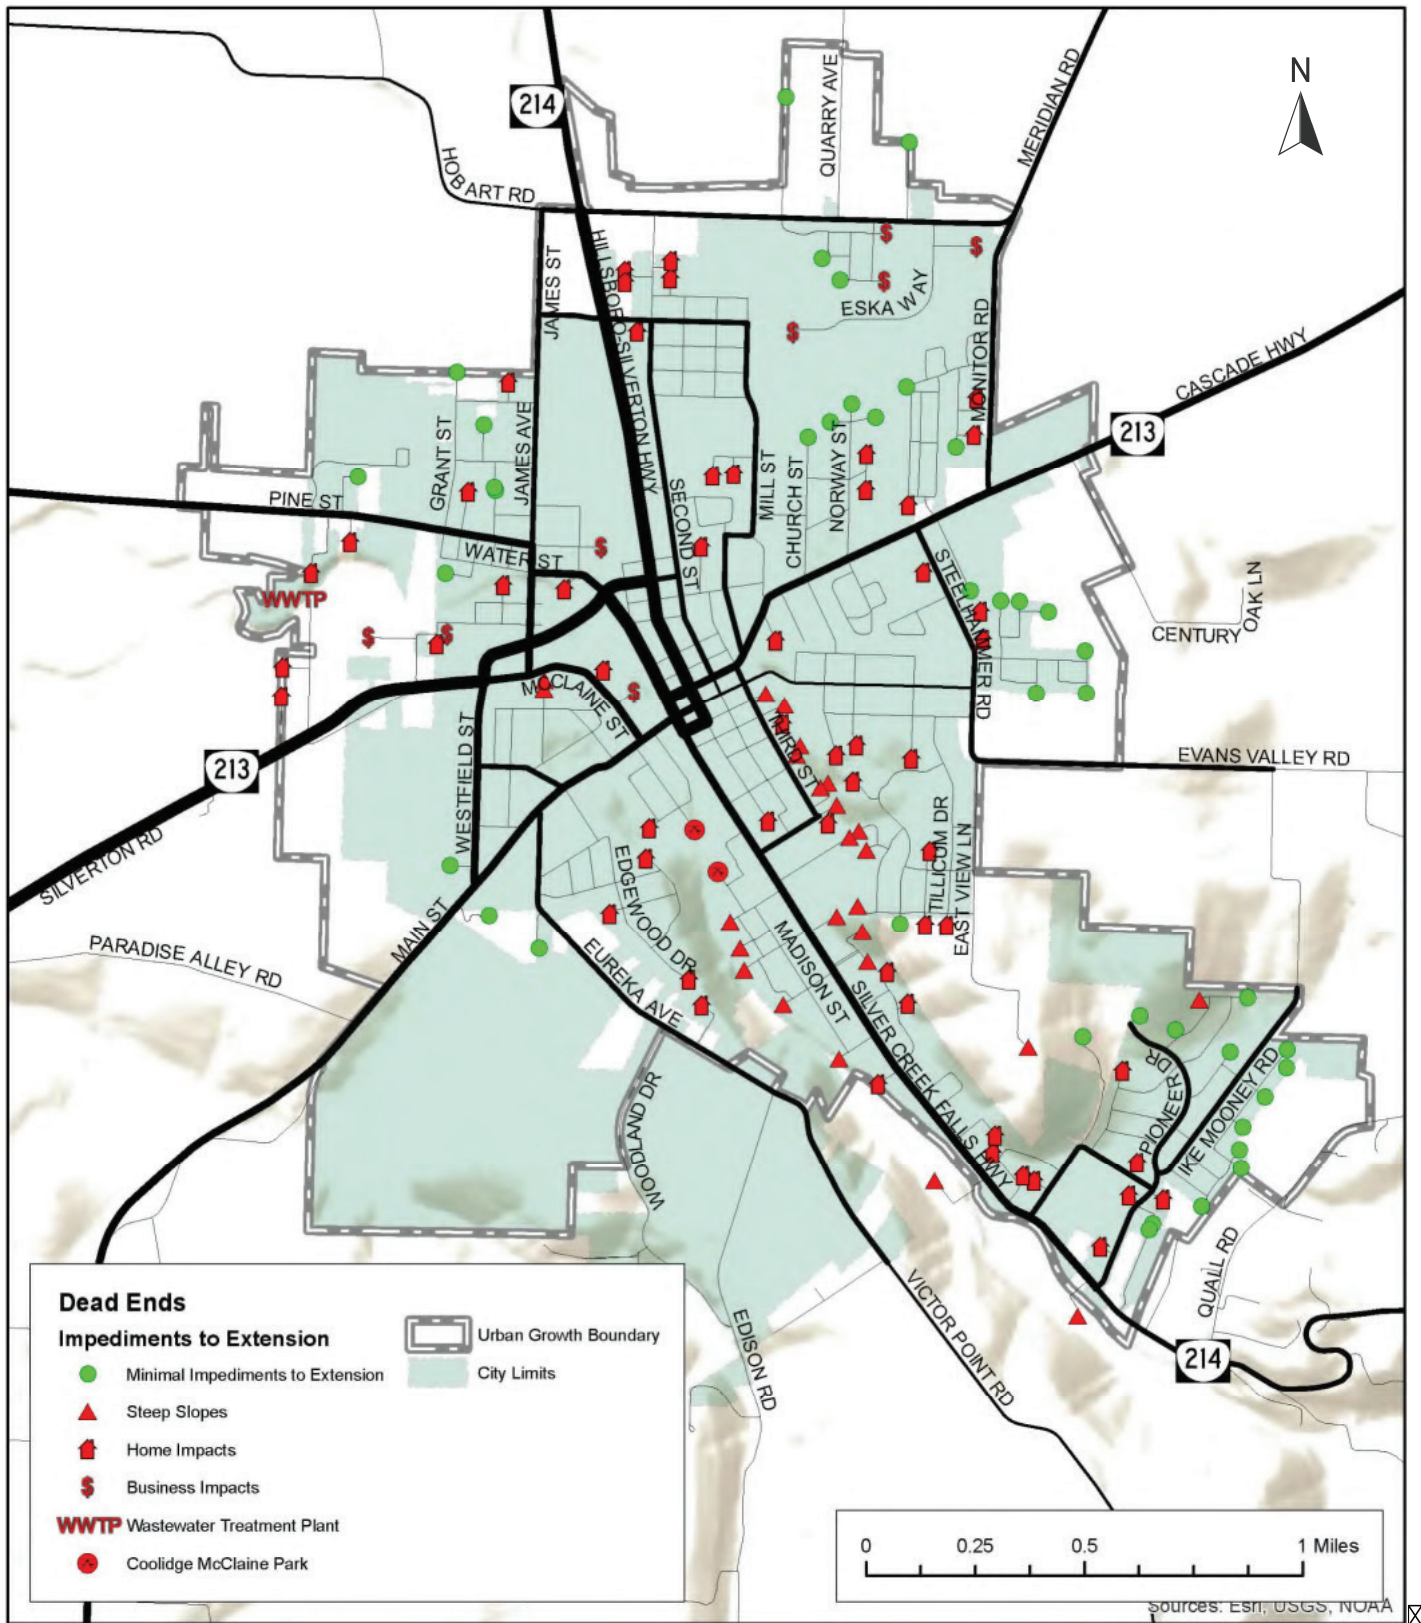 N
214
QUARRY AVE
MERIDIAN RD
HOBART RD
JAMES ST
HILLSBORO-SILVERTON HWY
$
$
$
ESKA WAY
$
MONITOR RD
CASCADE HWY
213
GRANT ST
JAMES AVE
PINE ST
SECOND ST
MILL ST
CHURCH ST
NORWAY ST
WATER ST
$
STEELHAMMER RD
OAK LN
CENTURY
WWTP
$
$
MCCLAINE ST
$
THIRD ST
213
WESTFIELD ST
EVANS VALLEY RD
SILVERTON RD
EDGEWOOD DR
TILLICUM DR
EAST VIEW LN
MAIN ST
PARADISE ALLEY RD
EUREKA AVE
MADISON ST
SILVER CREEK FALLS HWY
PIONEER DR
IKE MOONEY RD
WOODLAND DR
QUALL RD
VICTOR POINT RD
EDISON RD
214
Dead Ends
Impediments to Extension
Minimal Impediments to Extension
Steep Slopes
Home Impacts
$ Business Impacts
WWTP Wastewater Treatment Plant
Coolidge McClaine Park
Urban Growth Boundary
City Limits
0 0.25 0.5 1 Miles
Sources: Esri, USGS, NOAA